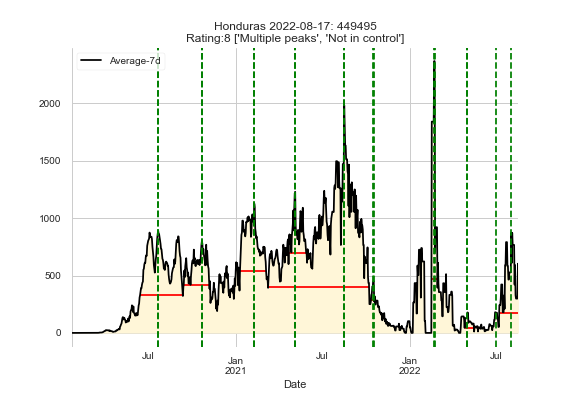 Honduras 2022-08-17: 449495
Rating:8 ['Multiple peaks', 'Not in control']
Average-7d
2000
1500
1000
500
0
Jul
Jan
2021
Jul
Jan
2022
Jul
Date